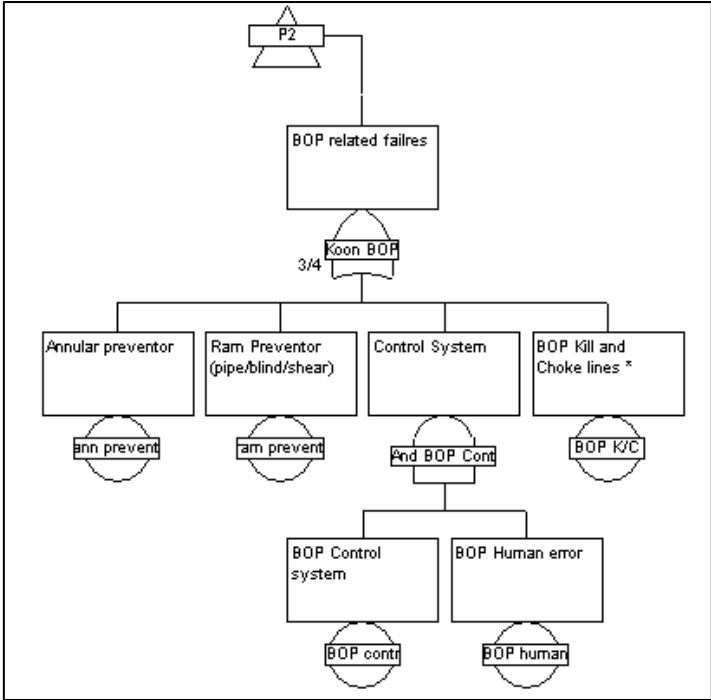 P2
BOP related failres
Koon BOP
3/4
Annular preventor
Ram Preventor
(pipe/blind/shear)
Control System
BOP Kill and
Choke lines *
ann prevent
ram prevent
And BOP Cont
BOP K/C
BOP Control
system
BOP Human error
BOP contr
BOP human